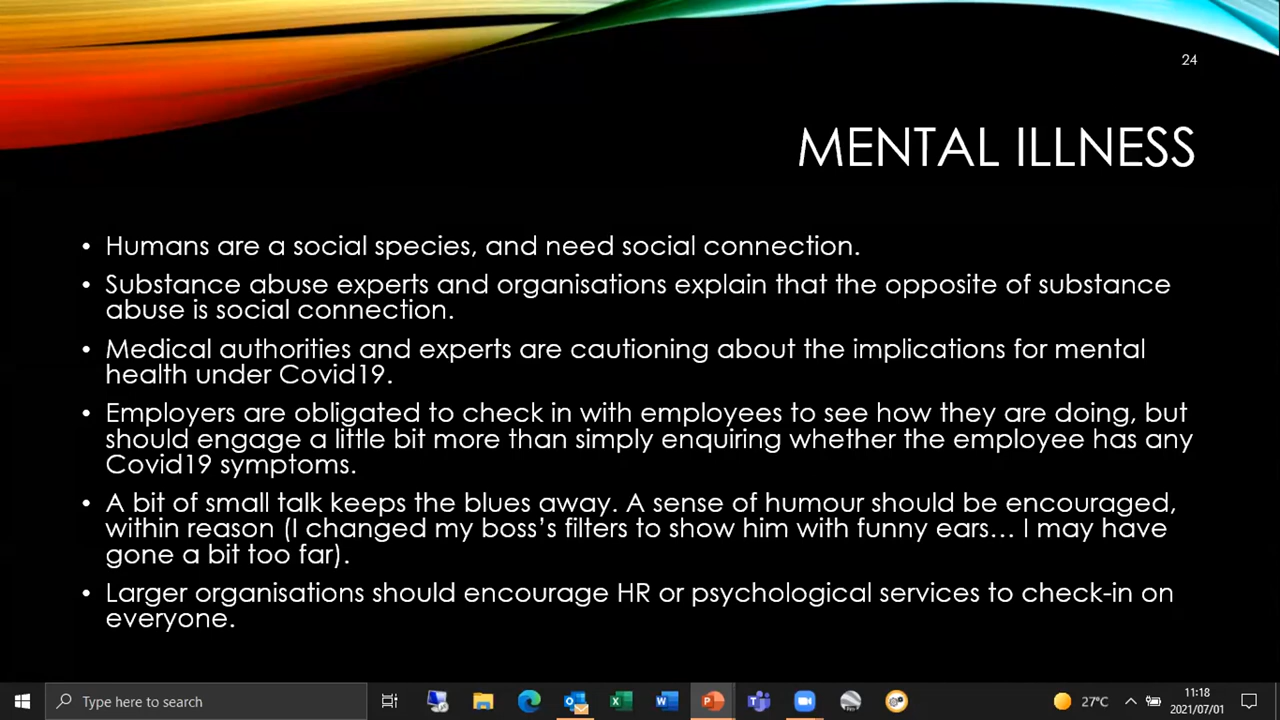 24
MENTAL ILLNESS
• Humans are a social species, and need social connection.
• Substance abuse experts and organisations explain that the opposite of substance
abuse is social connection.
• Medical authorities and experts are cautioning about the implications for mental
health under Covid19.
• Employers are obligated to check in with employees to see how they are doing, but
should engage a little bit more than simply enquiring whether the employee has any
Covid19 symptoms.
• A bit of small talk keeps the blues away. A sense of humour should be encouraged,
within reason (I changed my boss’s filters to show him with funny ears… I may have
gone a bit too far).
• Larger organisations should encourage HR or psychological services to check-in on
everyone.
Type here to search
27°C
11:18
2021/07/01